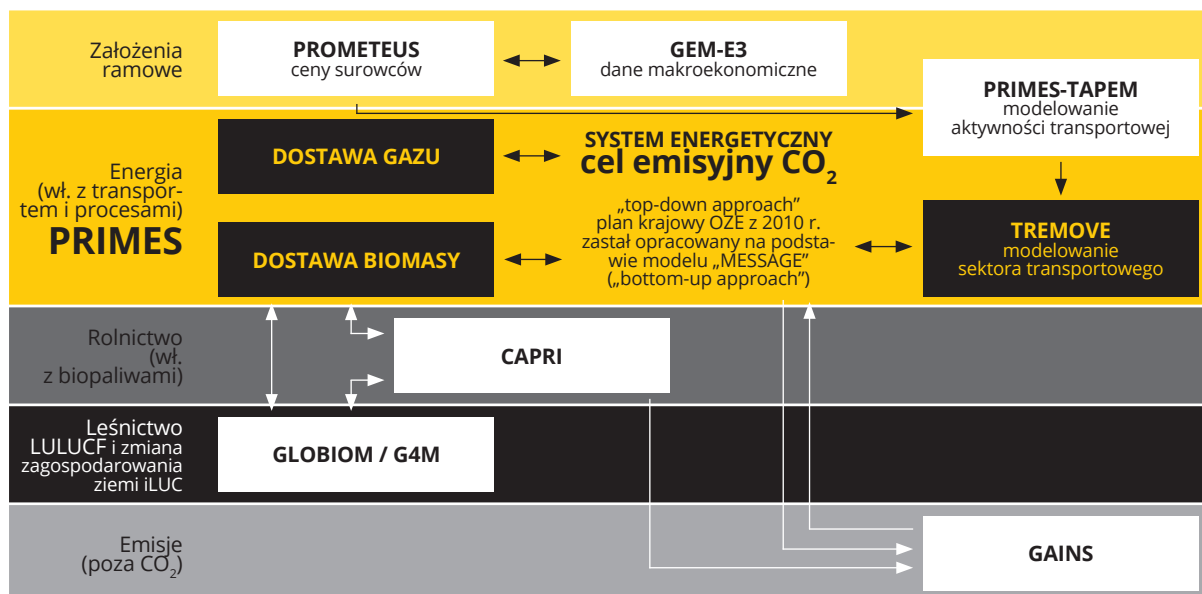 Założenia
ramowe
PROMETEUS
ceny surowców
GEM-E3
dane makroekonomiczne
PRIMES-TAPEM
modelowanie
aktywności transportowej
Energia
(wł. z transpor-
tem i procesami)
PRIMES
DOSTAWA GAZU
SYSTEM ENERGETYCZNY
cel emisyjny CO₂
„top-down approach”
plan krajowy OZE z 2010 r.
zastał opracowany na podsta-
wie modelu „MESSAGE”
(„bottom-up approach”)
DOSTAWA BIOMASY
TREMOVE
modelowanie
sektora transportowego
Rolnictwo
(wł.
z biopaliwami)
CAPRI
Leśnictwo
LULUCF i zmiana
zagospodarowania
ziemi iLUC
GLOBIOM / G4M
Emisje
(poza CO₂)
GAINS